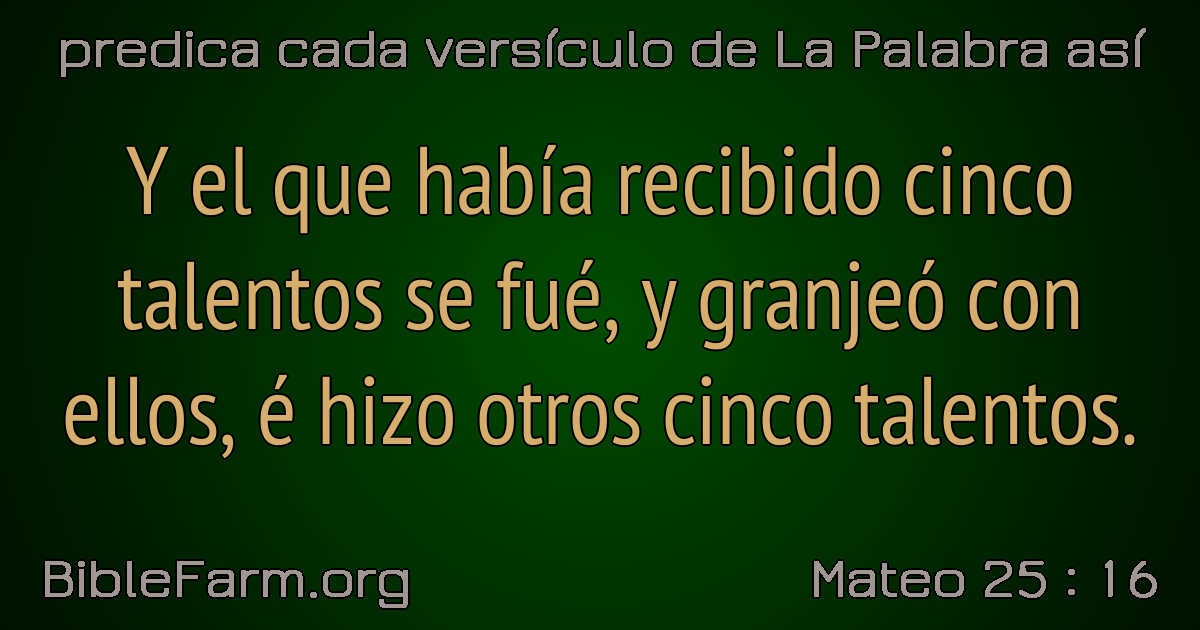 predica cada versículo de La Palabra así
Y el que había recibido cinco
talentos se fué, y granjeó con
ellos, é hizo otros cinco talentos.
BibleFarm.org
Mateo 25 : 16